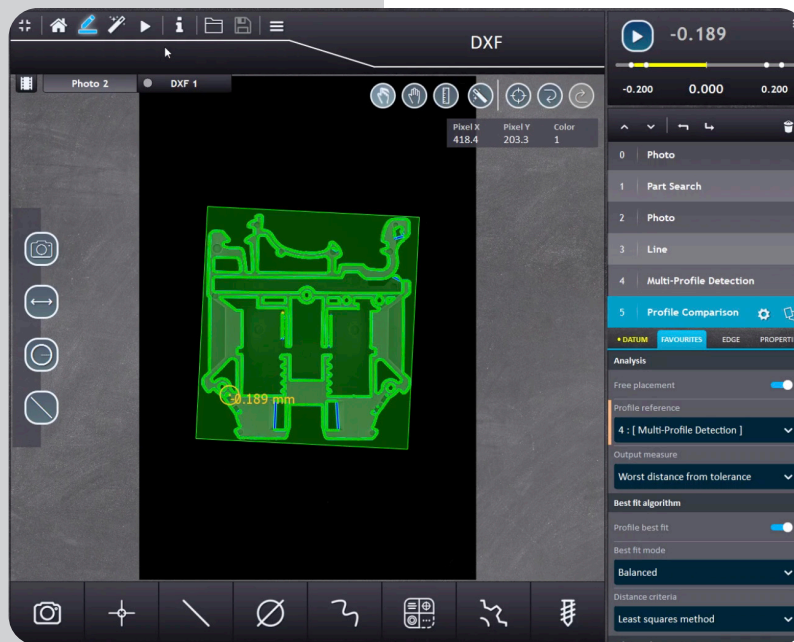 DXF
-0.189
-0.200 0.000 0.200
Photo 2
DXF 1
Pixel X Pixel Y Color
418.4 203.3 1
-0.189 mm
0 Photo
1 Part Search
2 Photo
3 Line
4 Multi-Profile Detection
5 Profile Comparison
• DATUM FAVOURITES EDGE PROPERTI
Analysis
Free placement
Profile reference
4 : [ Multi-Profile Detection ]
Output measure
Worst distance from tolerance
Best fit algorithm
Profile best fit
Best fit mode
Balanced
Distance criteria
Least squares method